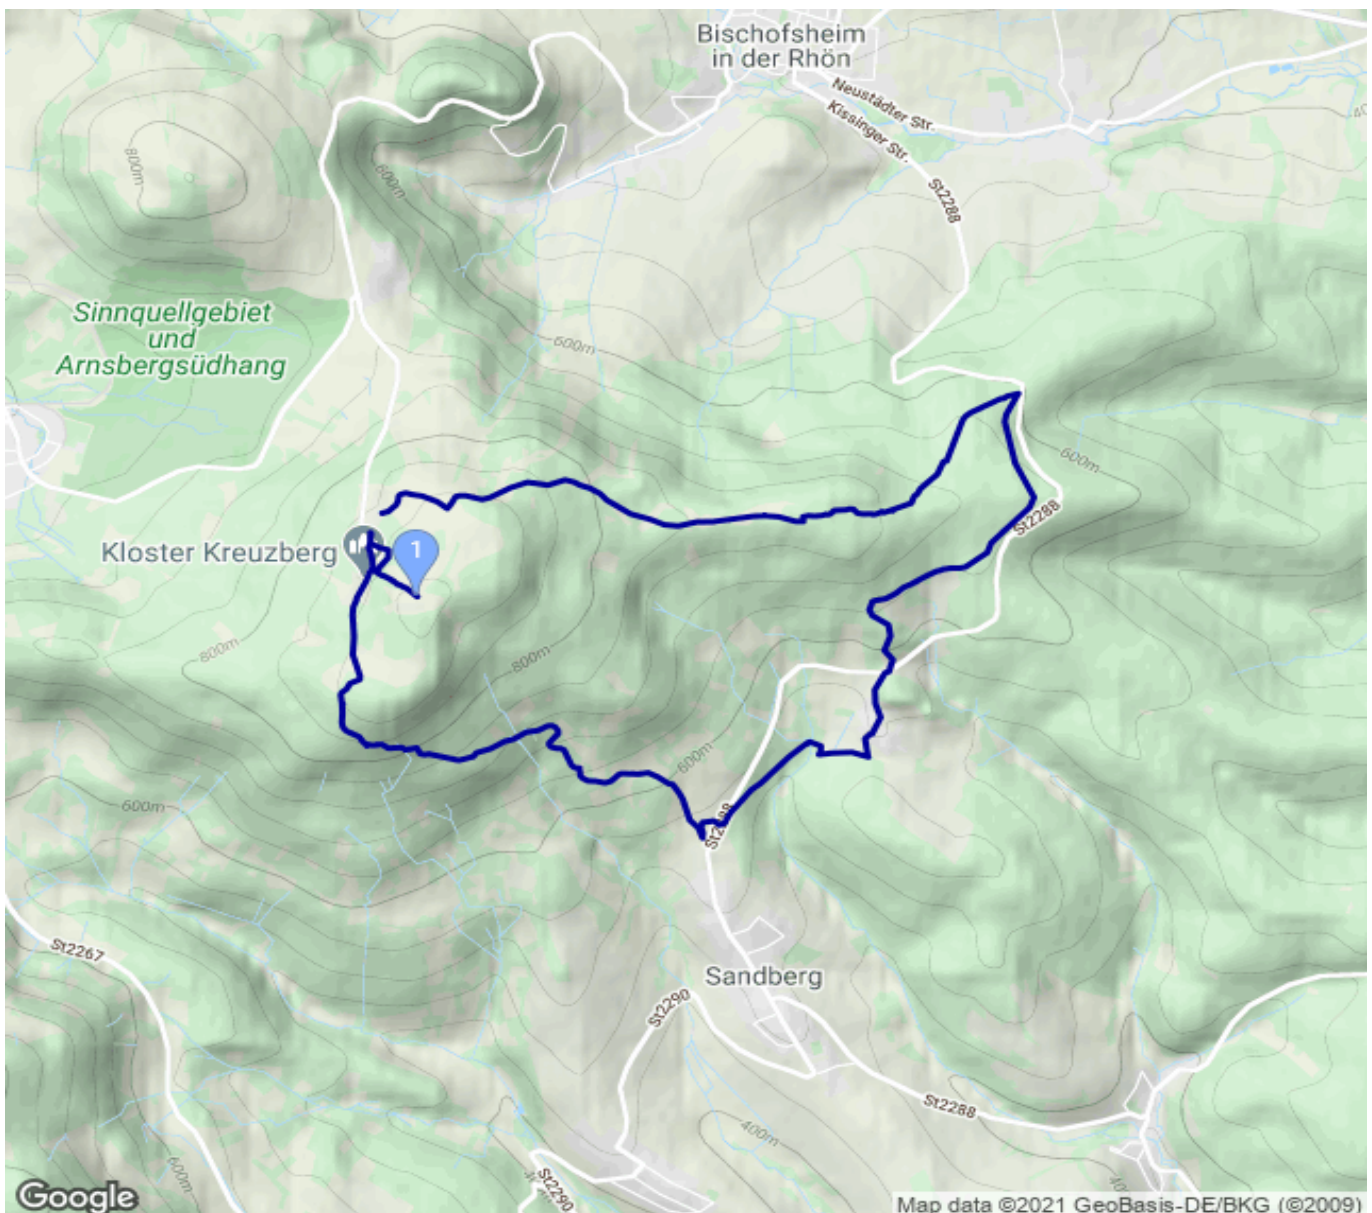 Bischofsheim
in der Rhön
Neustädter Str.
Kissinger Str.
St2288
800m
600m
Sinnquellgebiet
und
Arnsbergsüdhang
600m
600m
St2288
Kloster Kreuzberg
1
800m
800m
600m
600m
St2288
St2267
Sandberg
St2290
St2288
400m
600m
St2290
Google
Map data ©2021 GeoBasis-DE/BKG (©2009)